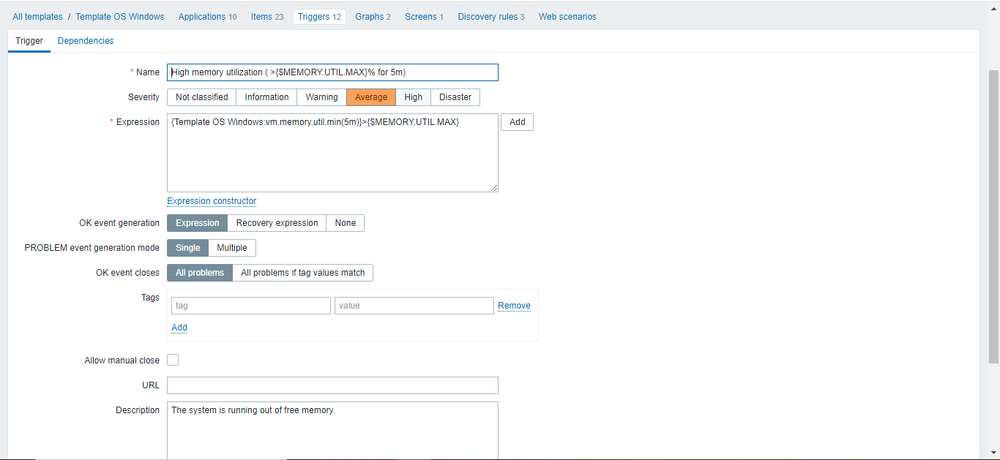 All templates / Template OS Windows Applications 10 Items 23 Triggers 12 Graphs 2 Screens 1 Discovery rules 3 Web scenarios
Trigger Dependencies
* Name High memory utilization ( >{$MEMORY.UTIL.MAX}% for 5m)
Severity Not classified Information Warning Average High Disaster
* Expression {Template OS Windows:vm.memory.util.min(5m)}>{$MEMORY.UTIL.MAX} Add
Expression constructor
OK event generation Expression Recovery expression None
PROBLEM event generation mode Single Multiple
OK event closes All problems All problems if tag values match
Tags
tag value Remove
Add
Allow manual close
URL
Description The system is running out of free memory.